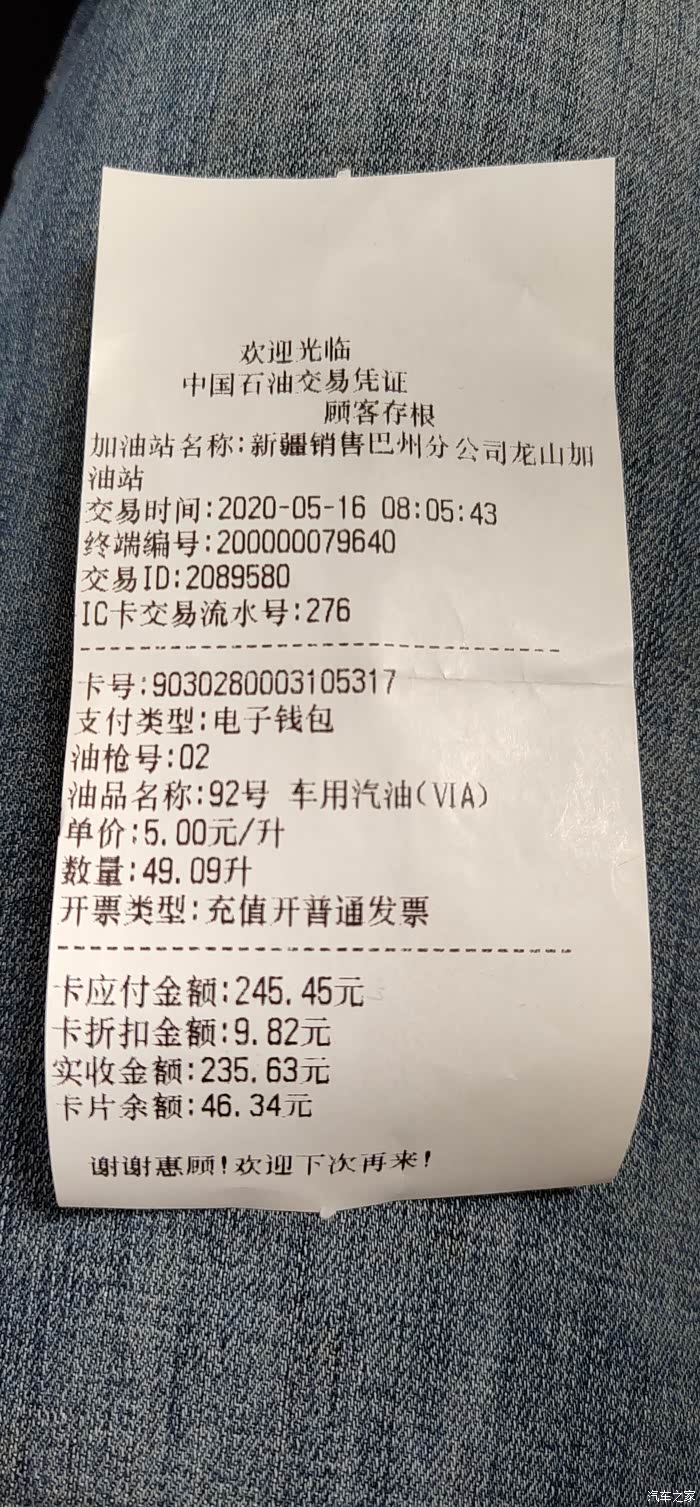 欢迎光临
中国石油交易凭证
顾客存根
加油站名称:新疆销售巴州分公司龙山加
油站
交易时间:2020-05-16 08:05:43
终端编号:200000079640
交易ID:2089580
IC卡交易流水号:276
卡号:9030280003105317
支付类型:电子钱包
油枪号:02
油品名称:92号 车用汽油(VIA)
单价:5.00元/升
数量:49.09升
开票类型:充值开普通发票
卡应付金额:245.45元
卡折扣金额:9.82元
实收金额:235.63元
卡片余额:46.34元
谢谢惠顾!欢迎下次再来!
汽车之家